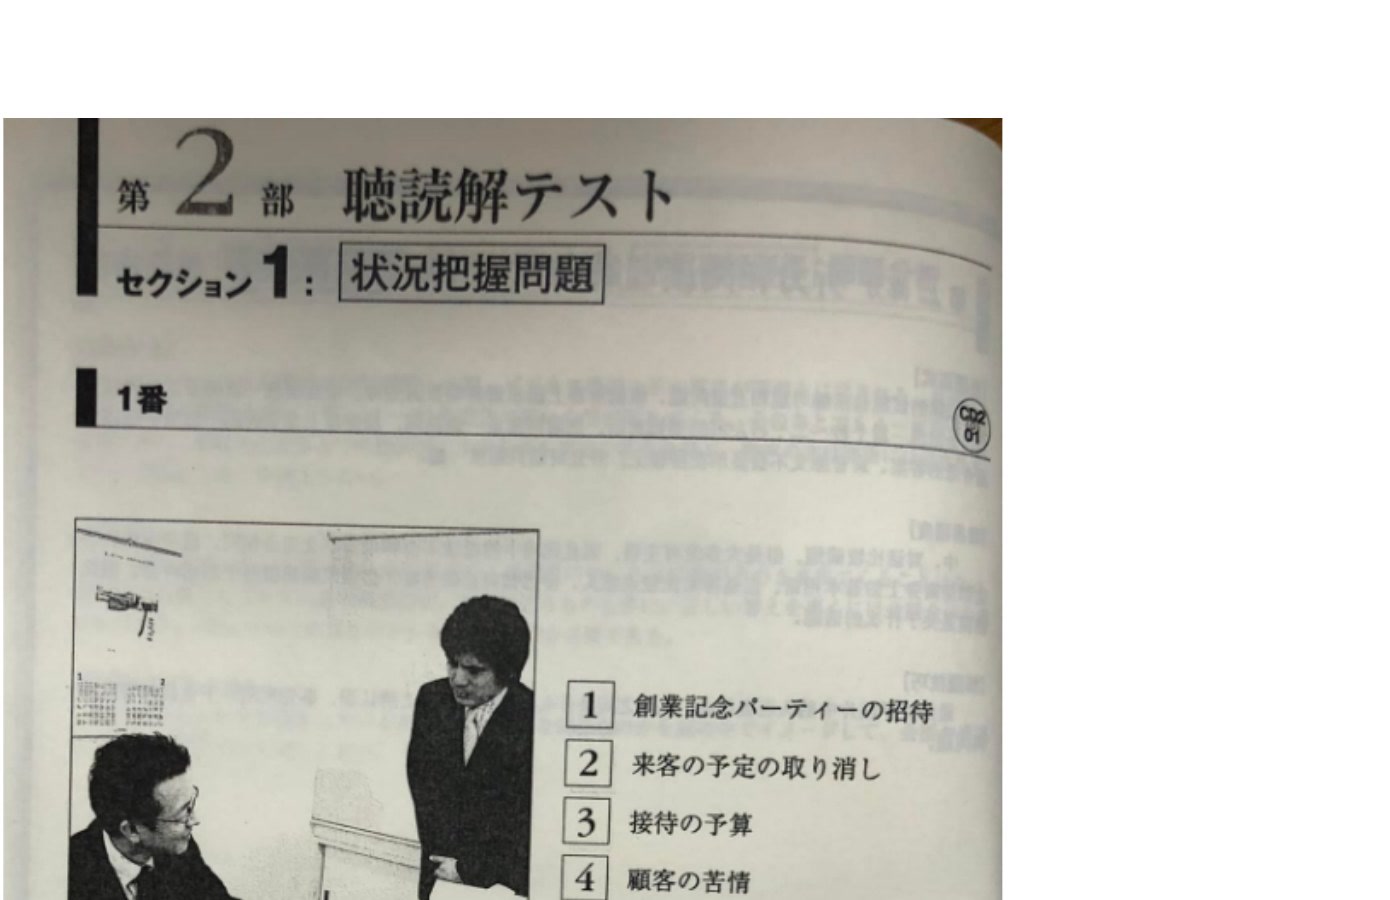 第2部 聴読解テスト
セクション1: 状況把握問題
1番
CD2
01
1 2
1 創業記念パーティーの招待
2 来客の予定の取り消し
3 接待の予算
4 顧客の苦情